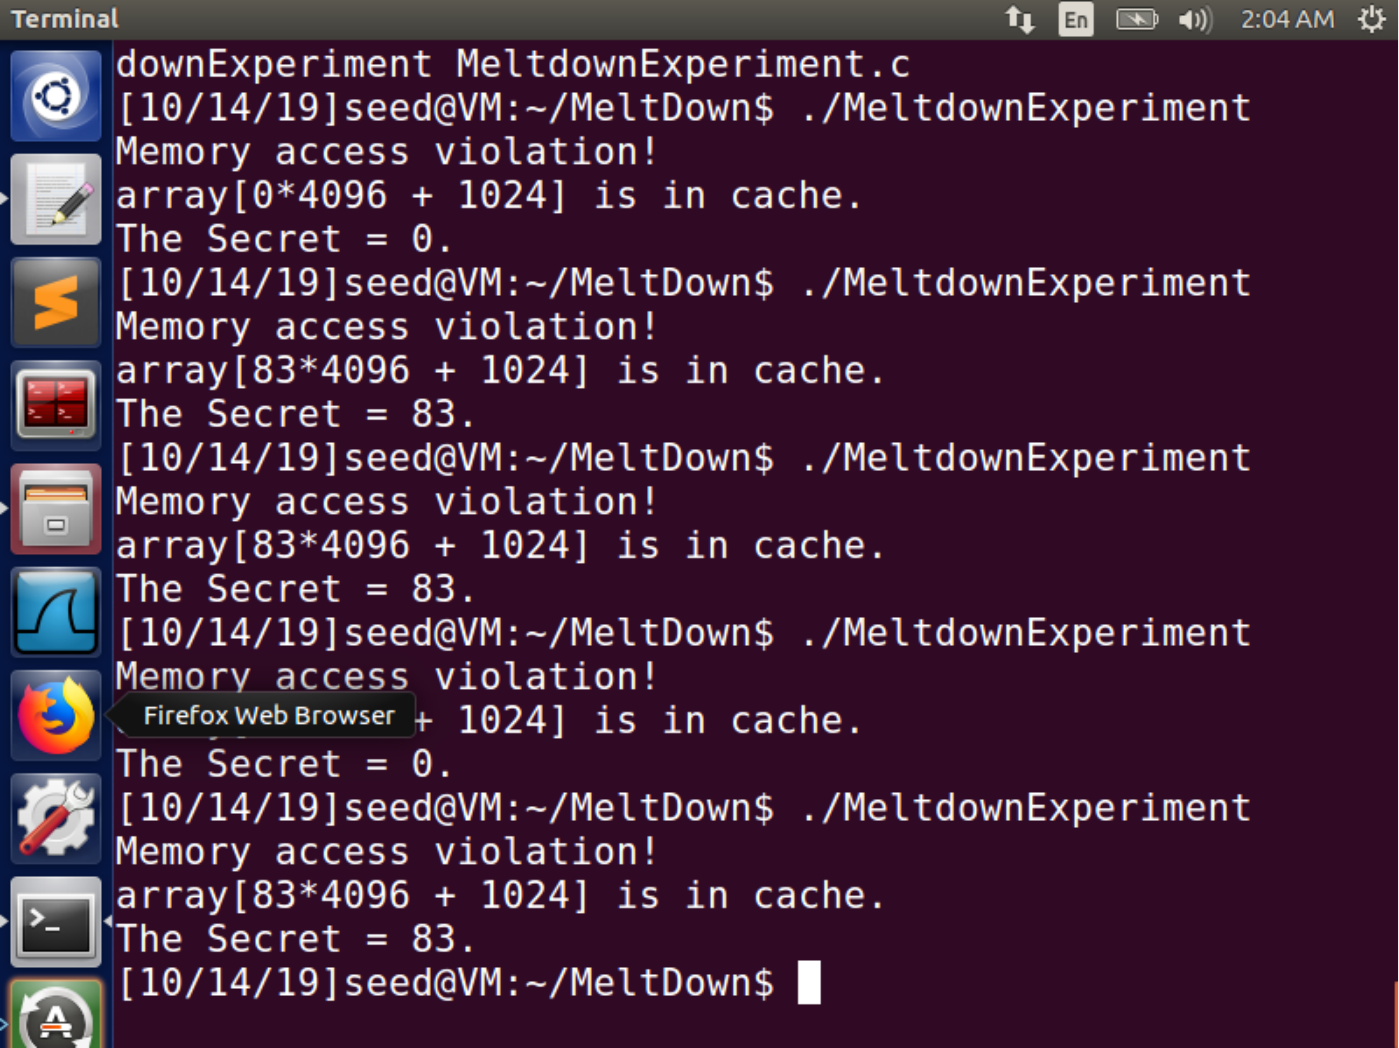 Terminal
En
2:04 AM
downExperiment MeltdownExperiment.c
[10/14/19]seed@VM:~/MeltDown$ ./MeltdownExperiment
Memory access violation!
array[0*4096 + 1024] is in cache.
The Secret = 0.
[10/14/19]seed@VM:~/MeltDown$ ./MeltdownExperiment
Memory access violation!
array[83*4096 + 1024] is in cache.
The Secret = 83.
[10/14/19]seed@VM:~/MeltDown$ ./MeltdownExperiment
Memory access violation!
array[83*4096 + 1024] is in cache.
The Secret = 83.
[10/14/19]seed@VM:~/MeltDown$ ./MeltdownExperiment
Memory access violation!
Firefox Web Browser
+ 1024] is in cache.
The Secret = 0.
[10/14/19]seed@VM:~/MeltDown$ ./MeltdownExperiment
Memory access violation!
array[83*4096 + 1024] is in cache.
The Secret = 83.
[10/14/19]seed@VM:~/MeltDown$